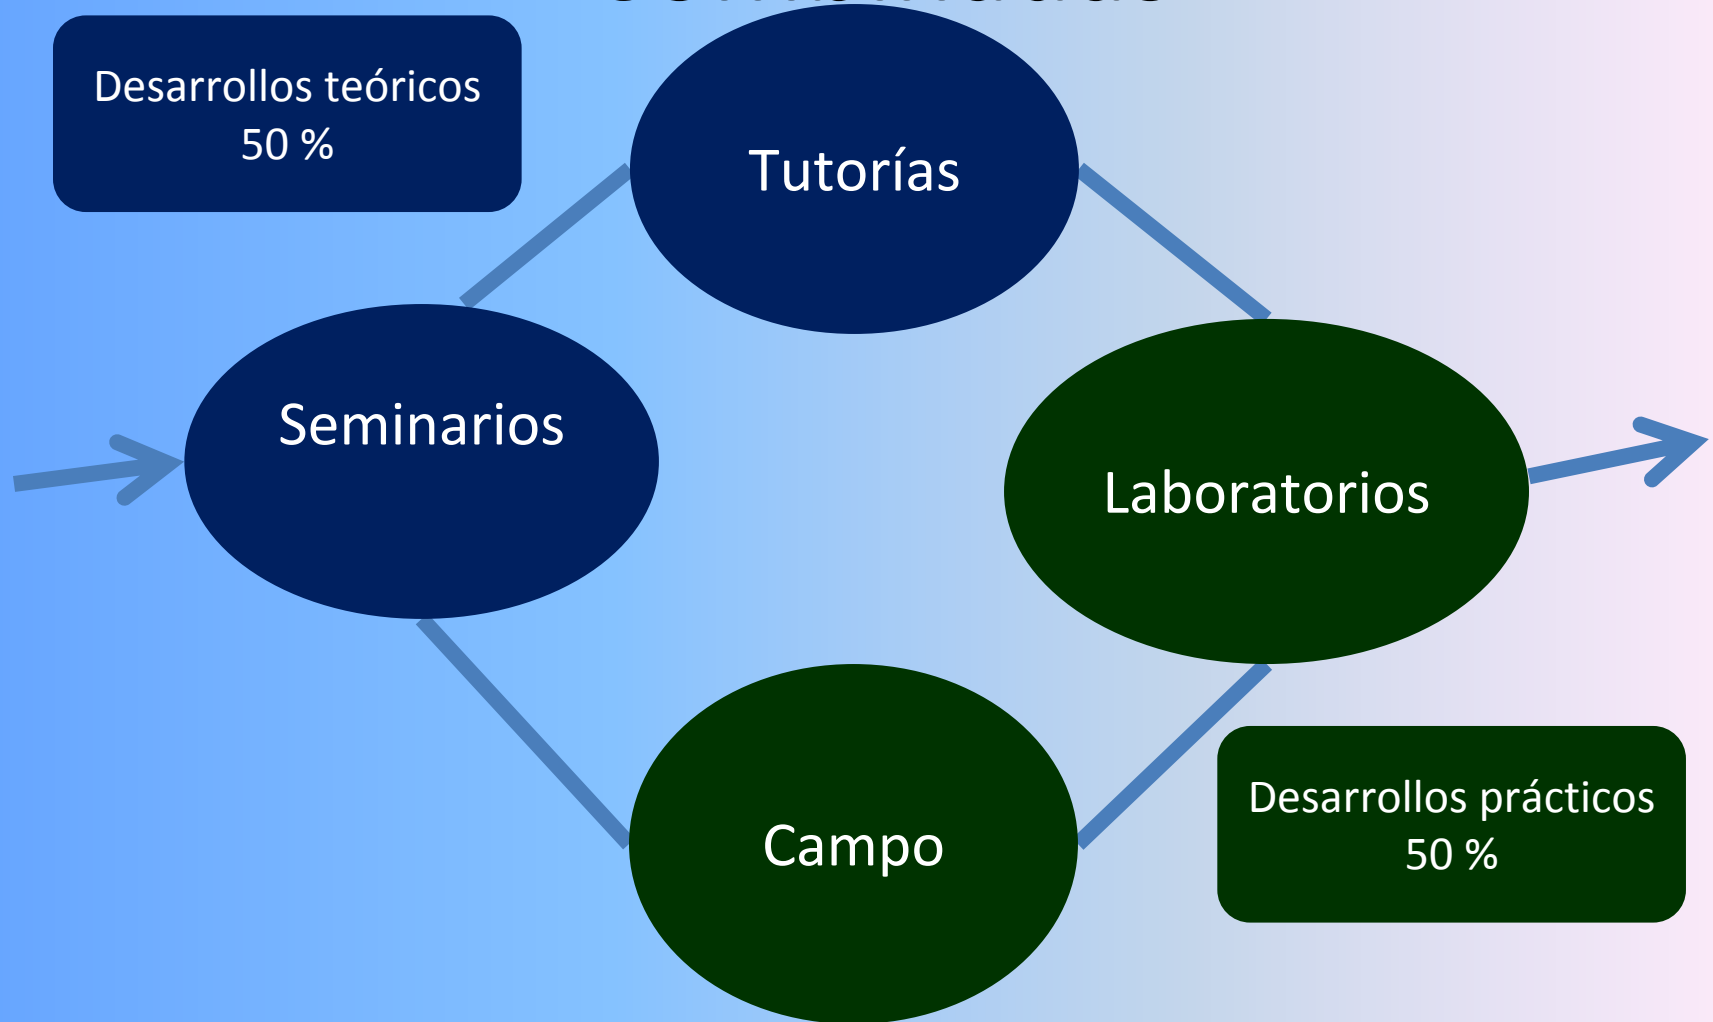 Desarrollos teóricos
50 %
Tutorías
Seminarios
Laboratorios
Campo
Desarrollos prácticos
50 %